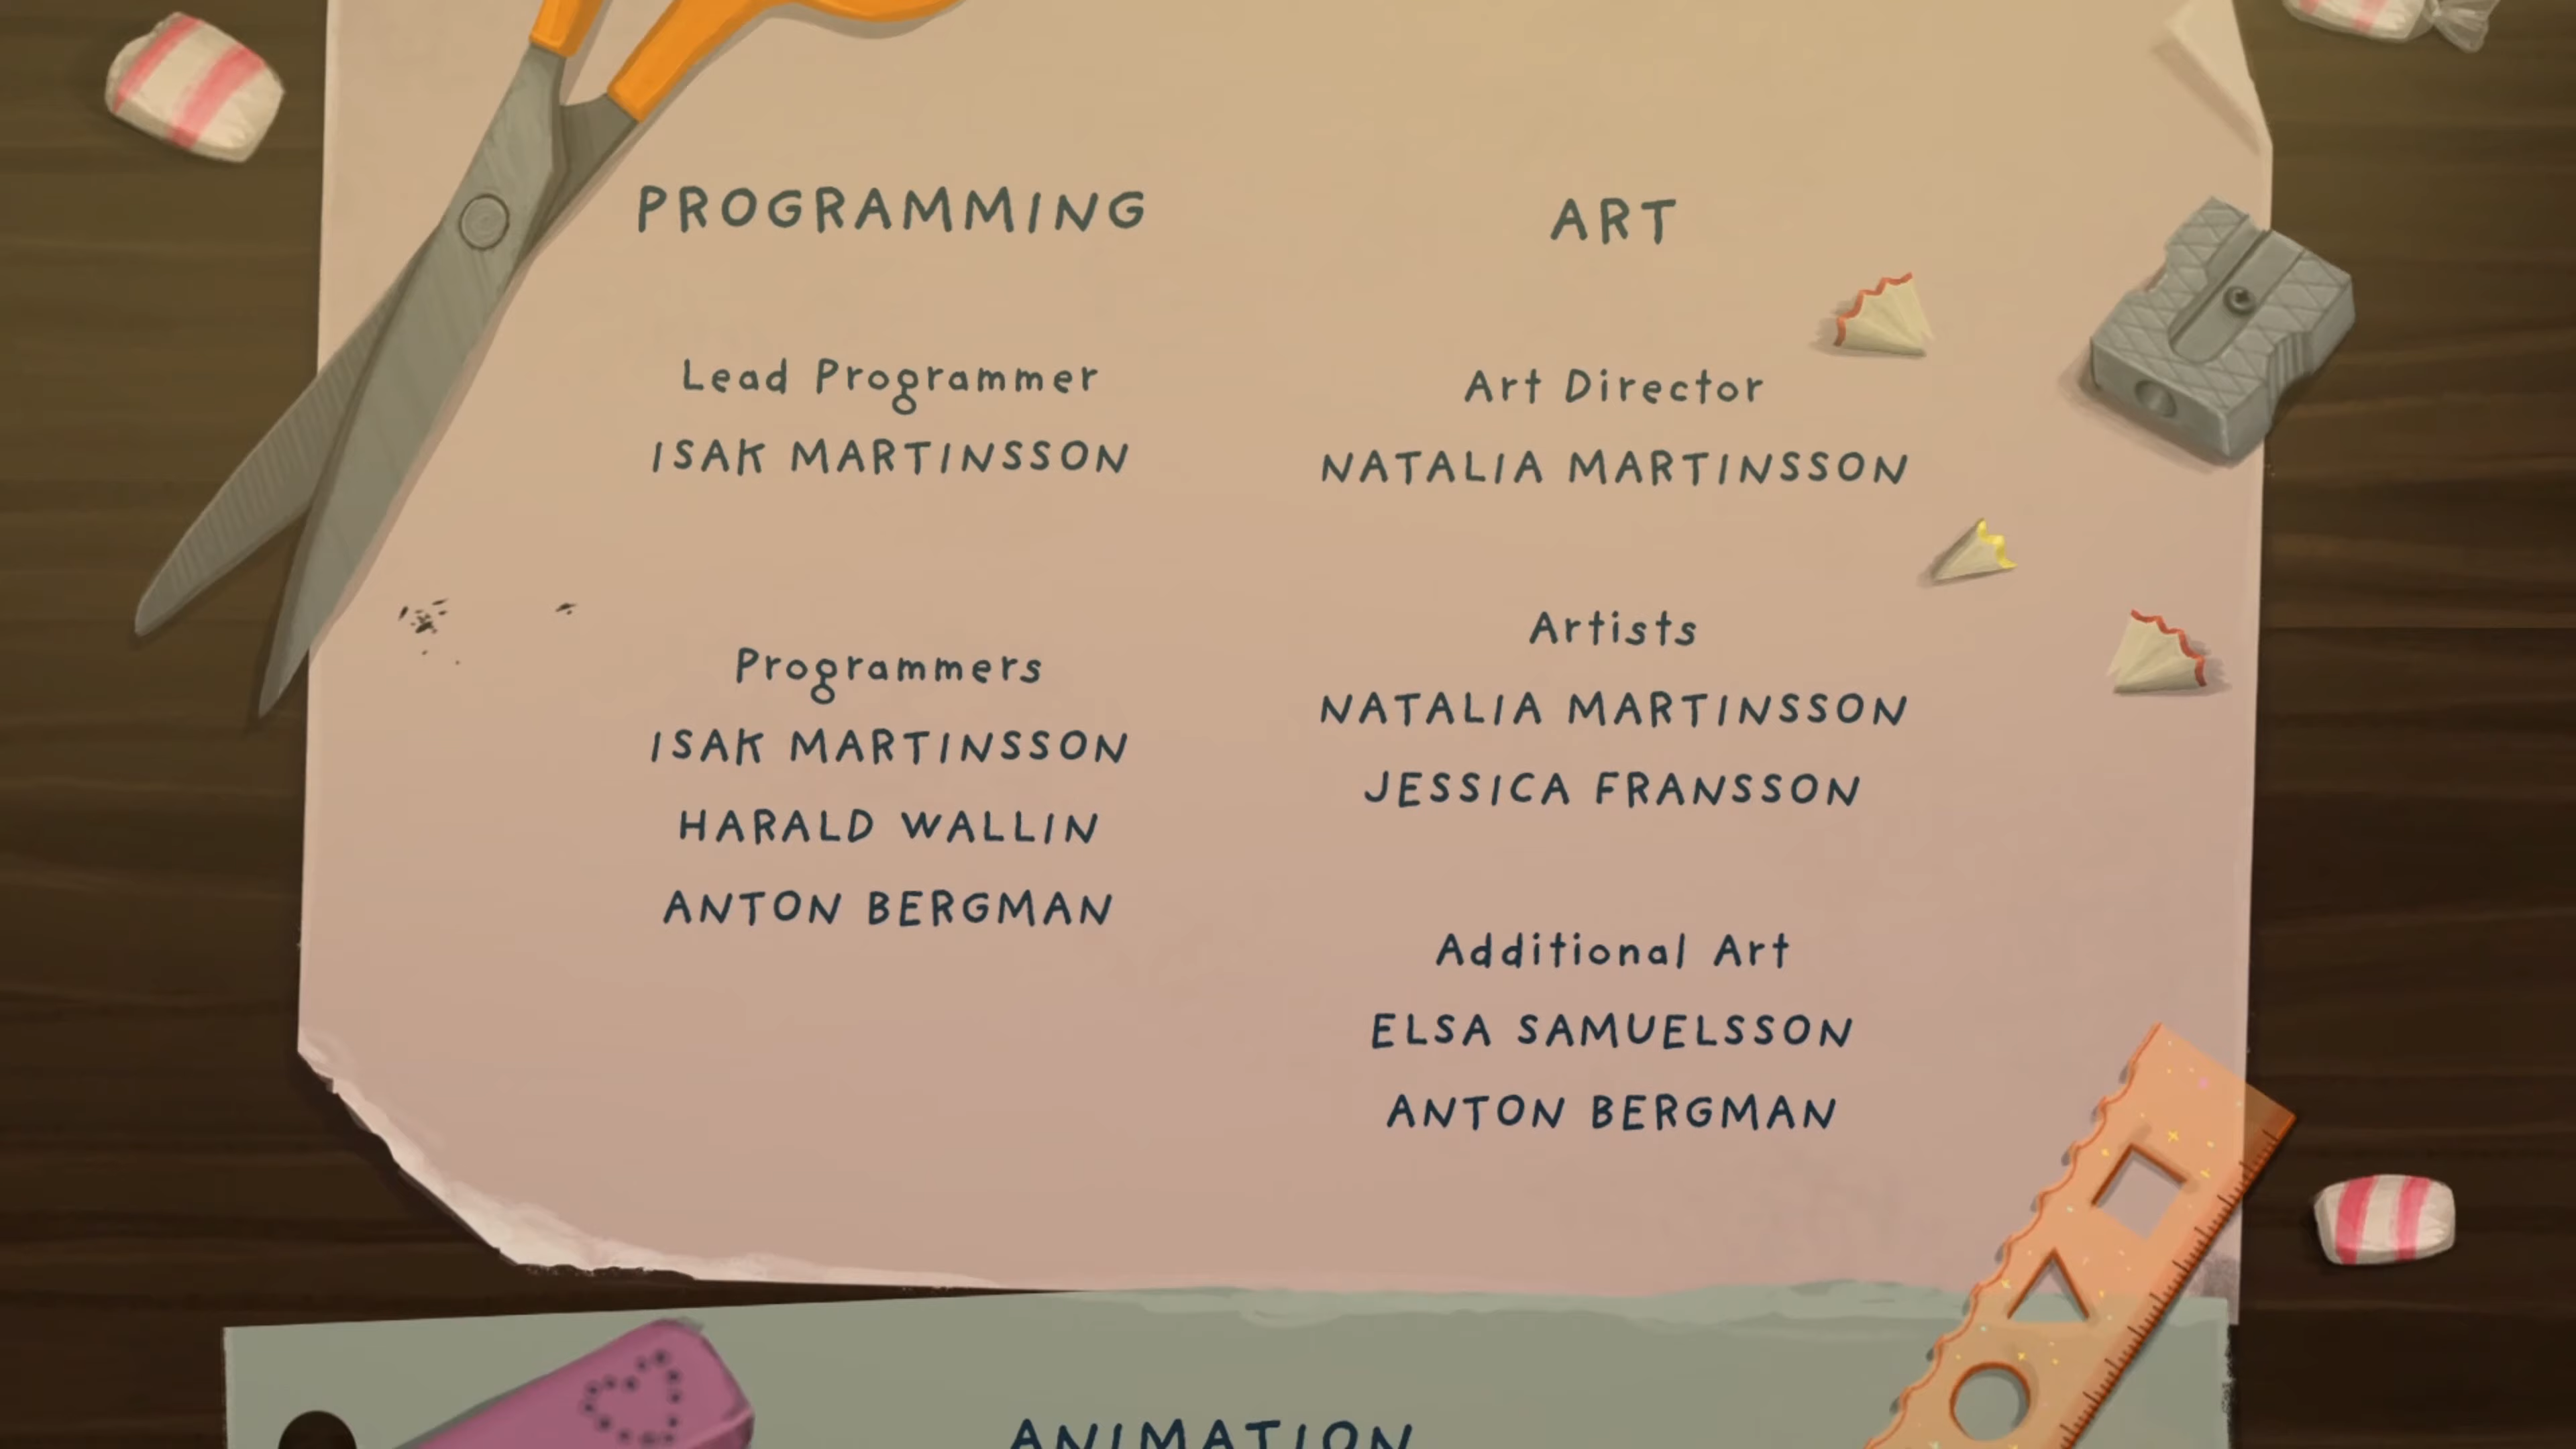 PROGRAMMING
Lead Programmer
ISAK MARTINSSON
Programmers
ISAK MARTINSSON
HARALD WALLIN
ANTON BERGMAN
ART
Art Director
NATALIA MARTINSSON
Artists
NATALIA MARTINSSON
JESSICA FRANSSON
Additional Art
ELSA SAMUELSSON
ANTON BERGMAN
ANIMATION